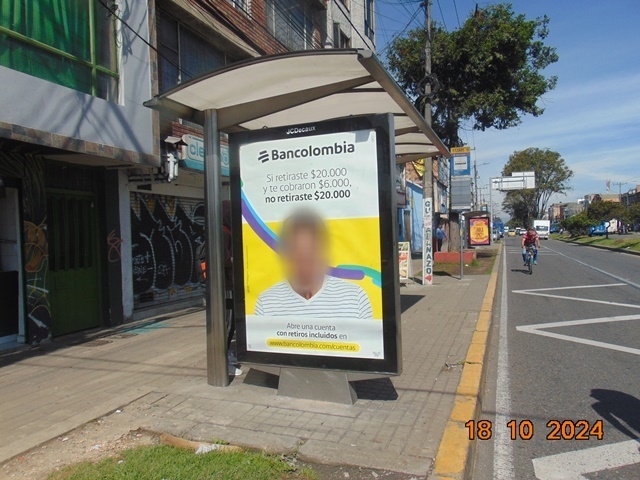 JCDecaux
Bancolombia
Si retiraste $20.000
y te cobraron $6.000,
no retiraste $20.000
Abre una cuenta
con retiros incluidos en
www.bancolombia.com/cuentas
18 10 2024